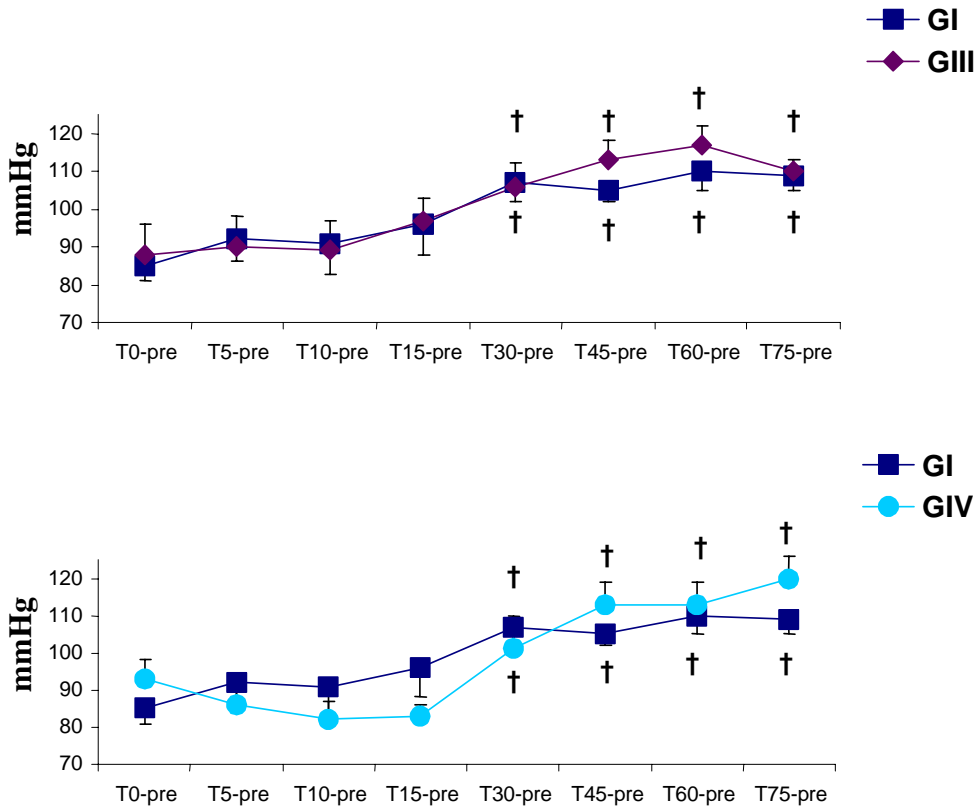 GI
GIII
† † † †
120
110
100
90
80
70
mmHg
† † † †
T0-pre T5-pre T10-pre T15-pre T30-pre T45-pre T60-pre T75-pre
GI
GIV
† † † †
120
110
100
90
80
70
mmHg
† † † †
T0-pre T5-pre T10-pre T15-pre T30-pre T45-pre T60-pre T75-pre